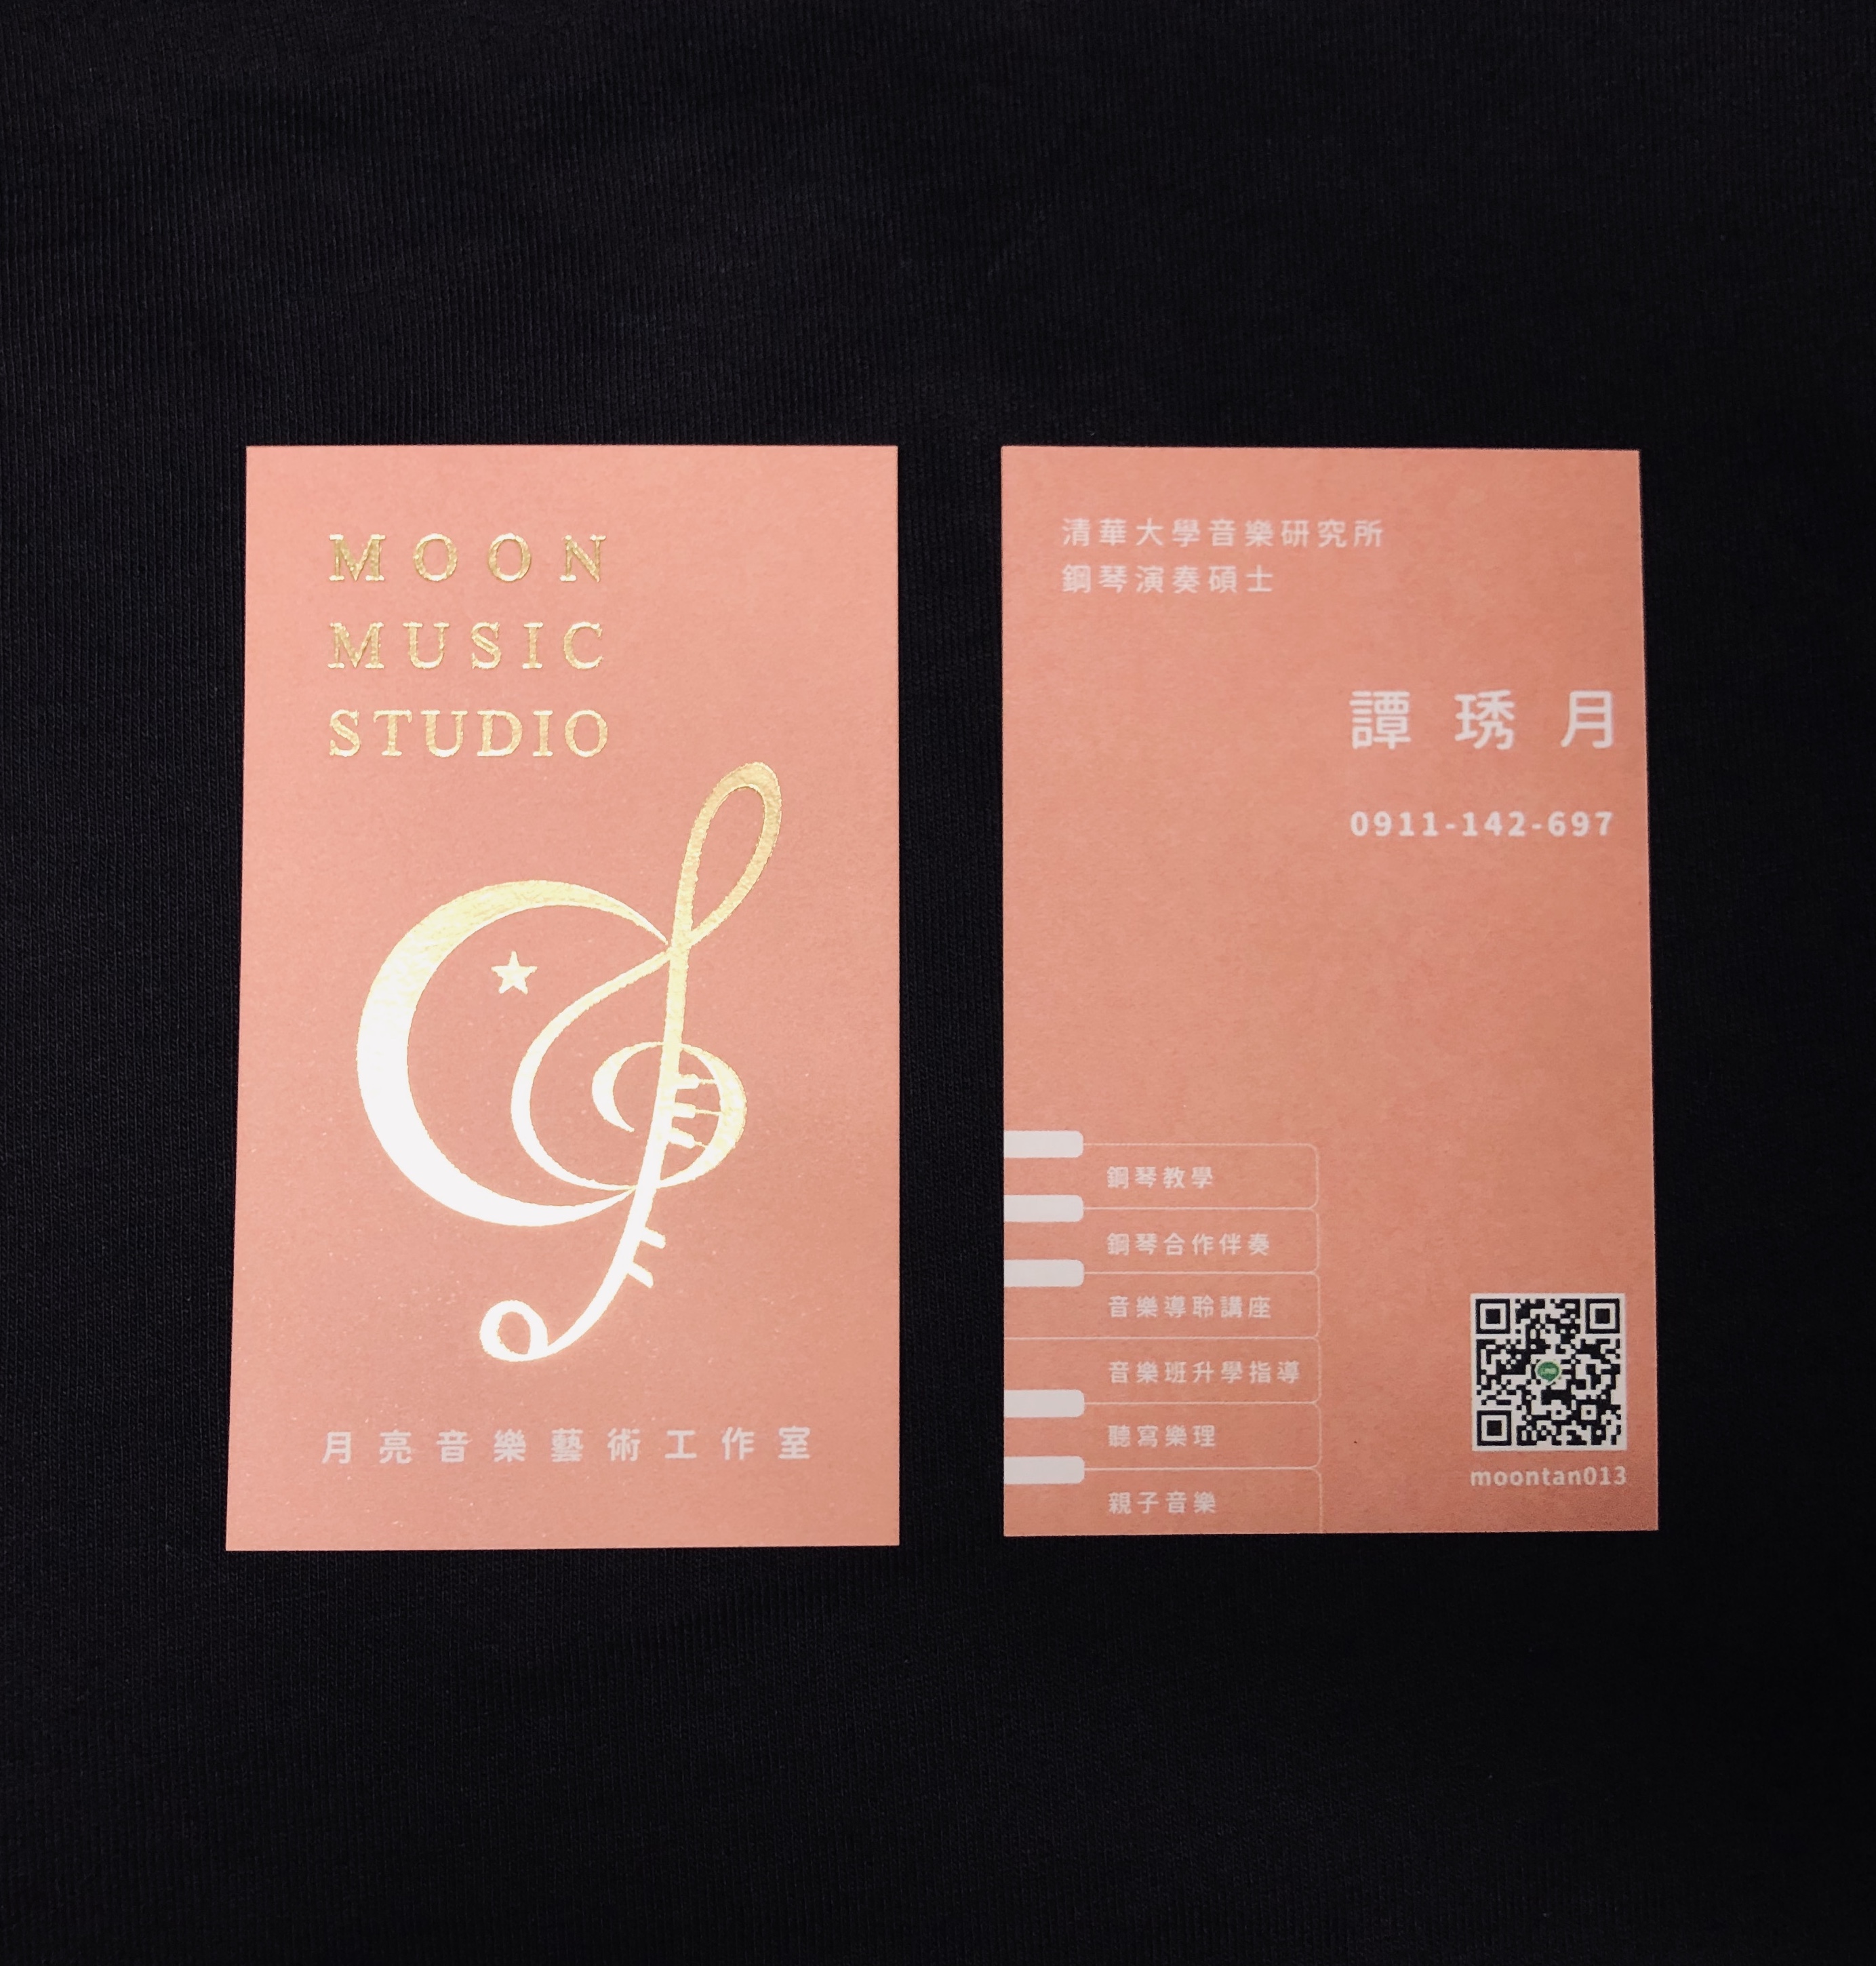 MOON
MUSIC
STUDIO
月亮音樂藝術工作室
清華大學音樂研究所
鋼琴演奏碩士
譚琇月
0911-142-697
鋼琴教學
鋼琴合作伴奏
音樂導聆講座
音樂班升學指導
聽寫樂理
親子音樂
LINE
moontan013